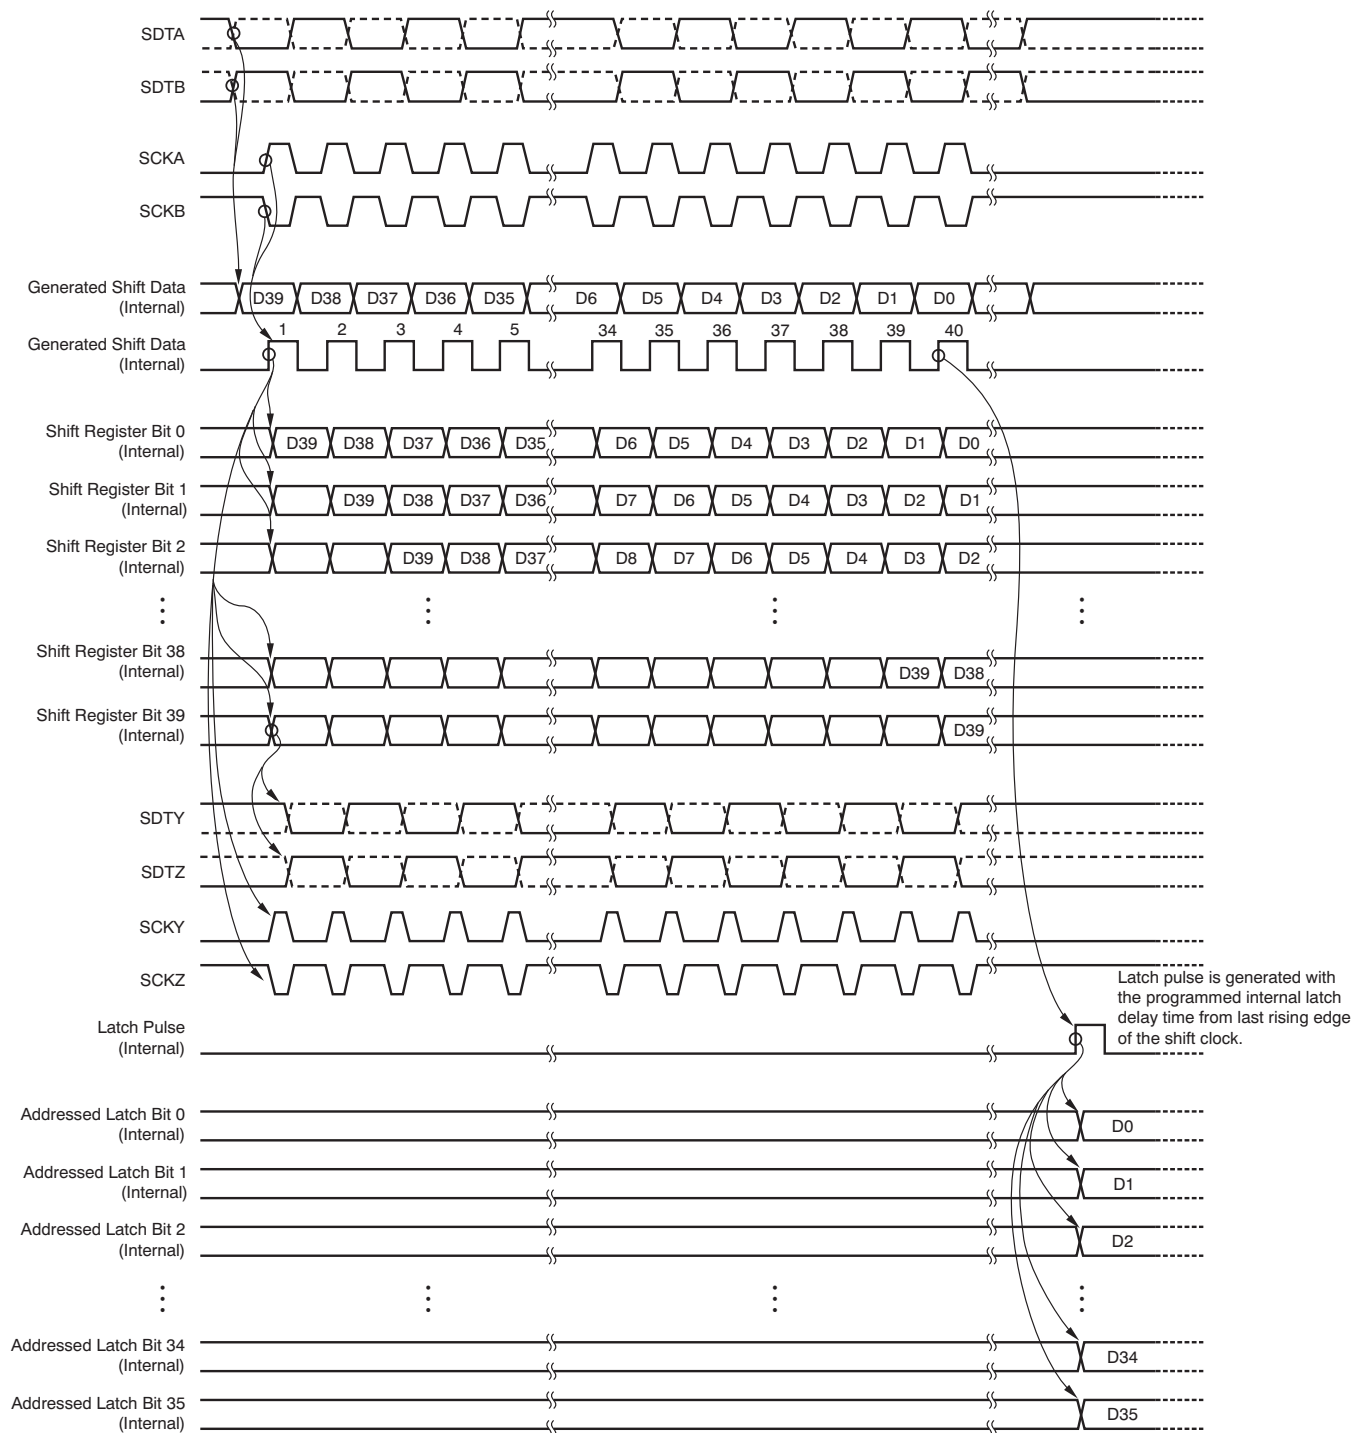 SDTA
SDTB
SCKA
SCKB
Generated Shift Data
(Internal)
D39 D38 D37 D36 D35 D6 D5 D4 D3 D2 D1 D0
1 2 3 4 5 34 35 36 37 38 39 40
Generated Shift Data
(Internal)
Shift Register Bit 0
(Internal)
D39 D38 D37 D36 D35 D6 D5 D4 D3 D2 D1 D0
Shift Register Bit 1
(Internal)
D39 D38 D37 D36 D7 D6 D5 D4 D3 D2 D1
Shift Register Bit 2
(Internal)
D39 D38 D37 D8 D7 D6 D5 D4 D3 D2
Shift Register Bit 38
(Internal)
D39 D38
Shift Register Bit 39
(Internal)
D39
SDTY
SDTZ
SCKY
SCKZ
Latch pulse is generated with
the programmed internal latch
delay time from last rising edge
of the shift clock.
Latch Pulse
(Internal)
Addressed Latch Bit 0
(Internal)
D0
Addressed Latch Bit 1
(Internal)
D1
Addressed Latch Bit 2
(Internal)
D2
Addressed Latch Bit 34
(Internal)
D34
Addressed Latch Bit 35
(Internal)
D35